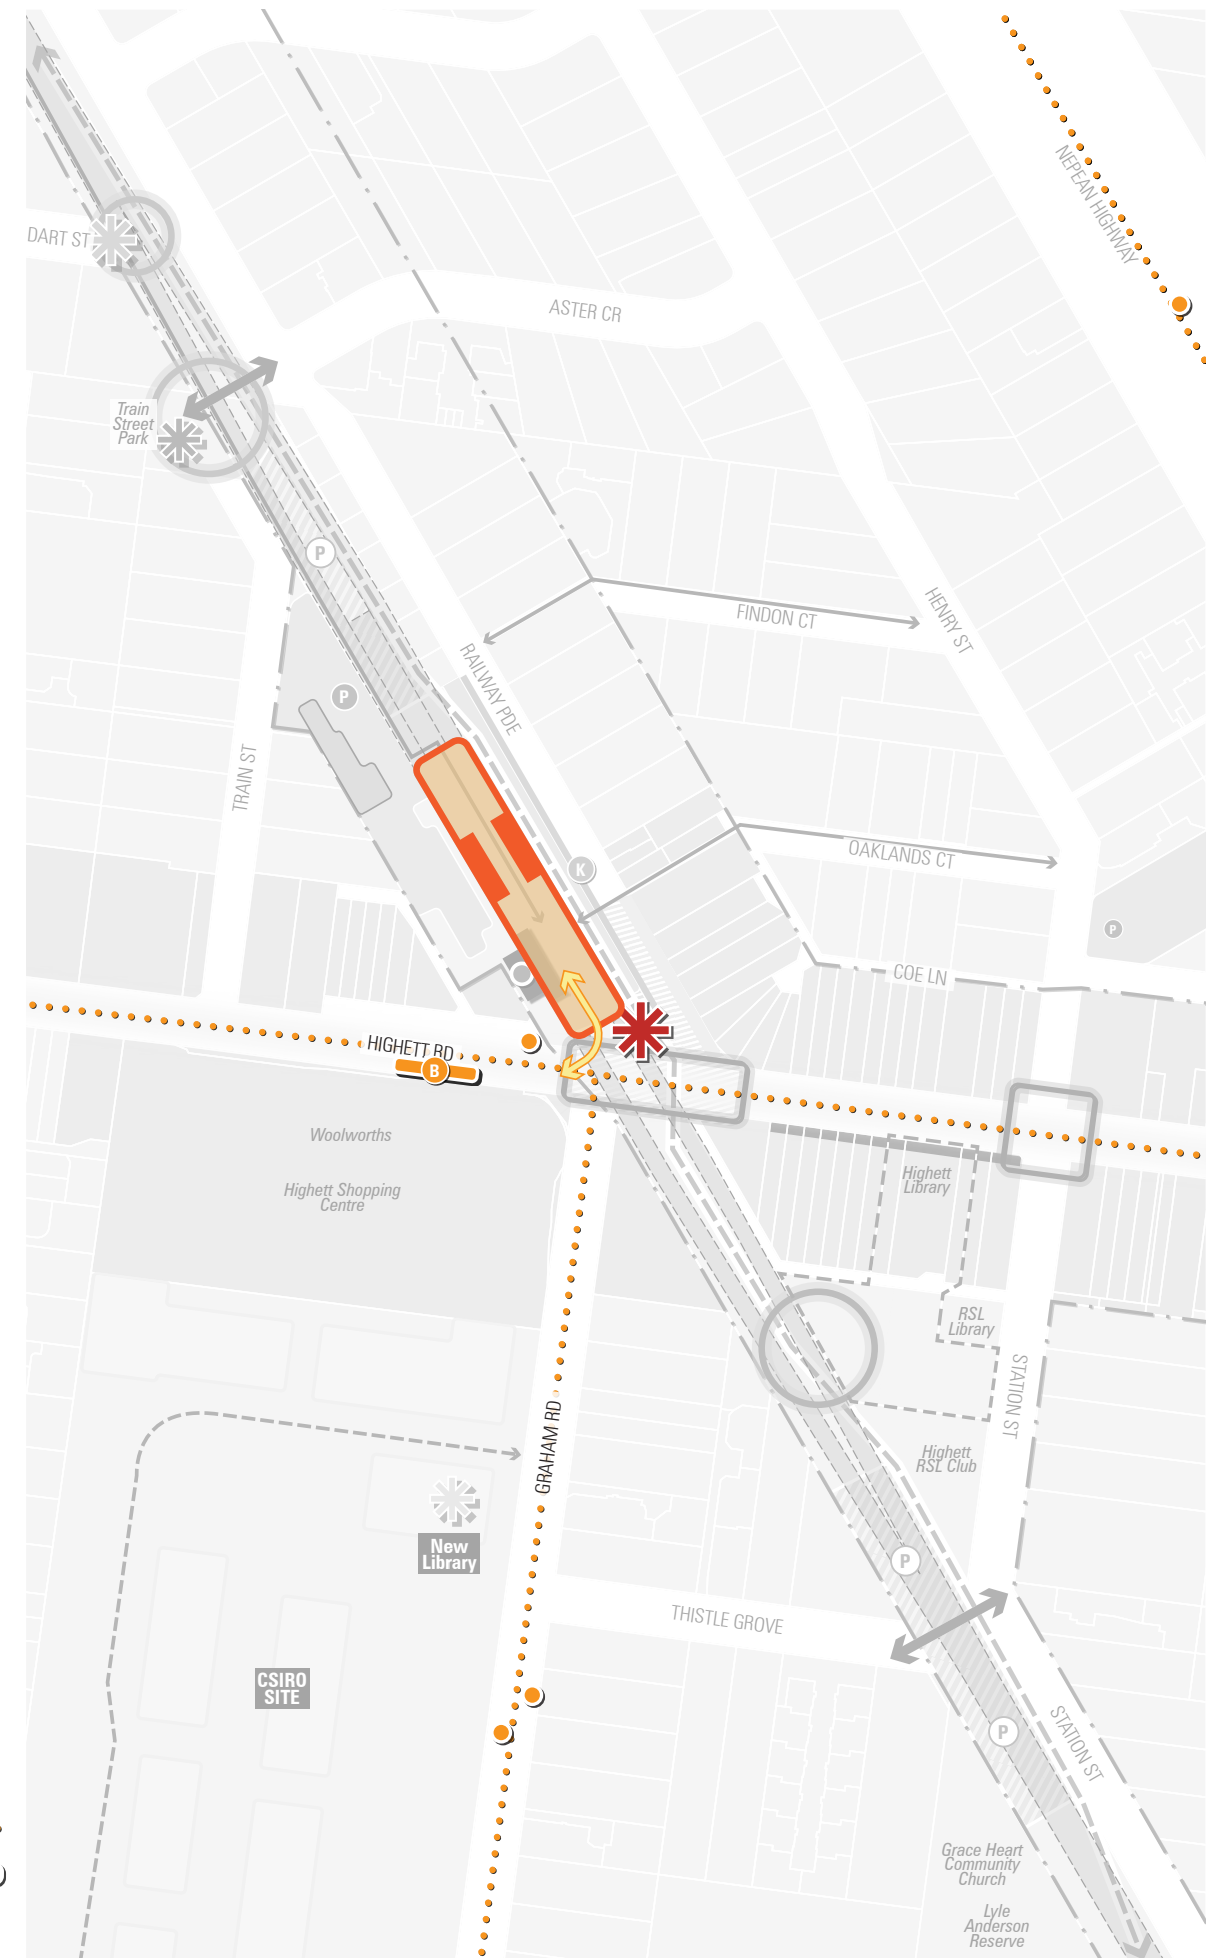 NEPEAN HIGHWAY
DART ST
ASTER CR
Train
Street
Park
P
FINDON CT
HENRY ST
RAILWAY PDE
P
TRAIN ST
OAKLANDS CT
K
P
COE LN
HIGHETT RD
B
Woolworths
Highett Shopping
Centre
Highett
Library
RSL
Library
STATION ST
GRAHAM RD
Highett
RSL Club
New
Library
P
THISTLE GROVE
CSIRO
SITE
P
STATION ST
Grace Heart
Community
Church
Lyle
Anderson
Reserve